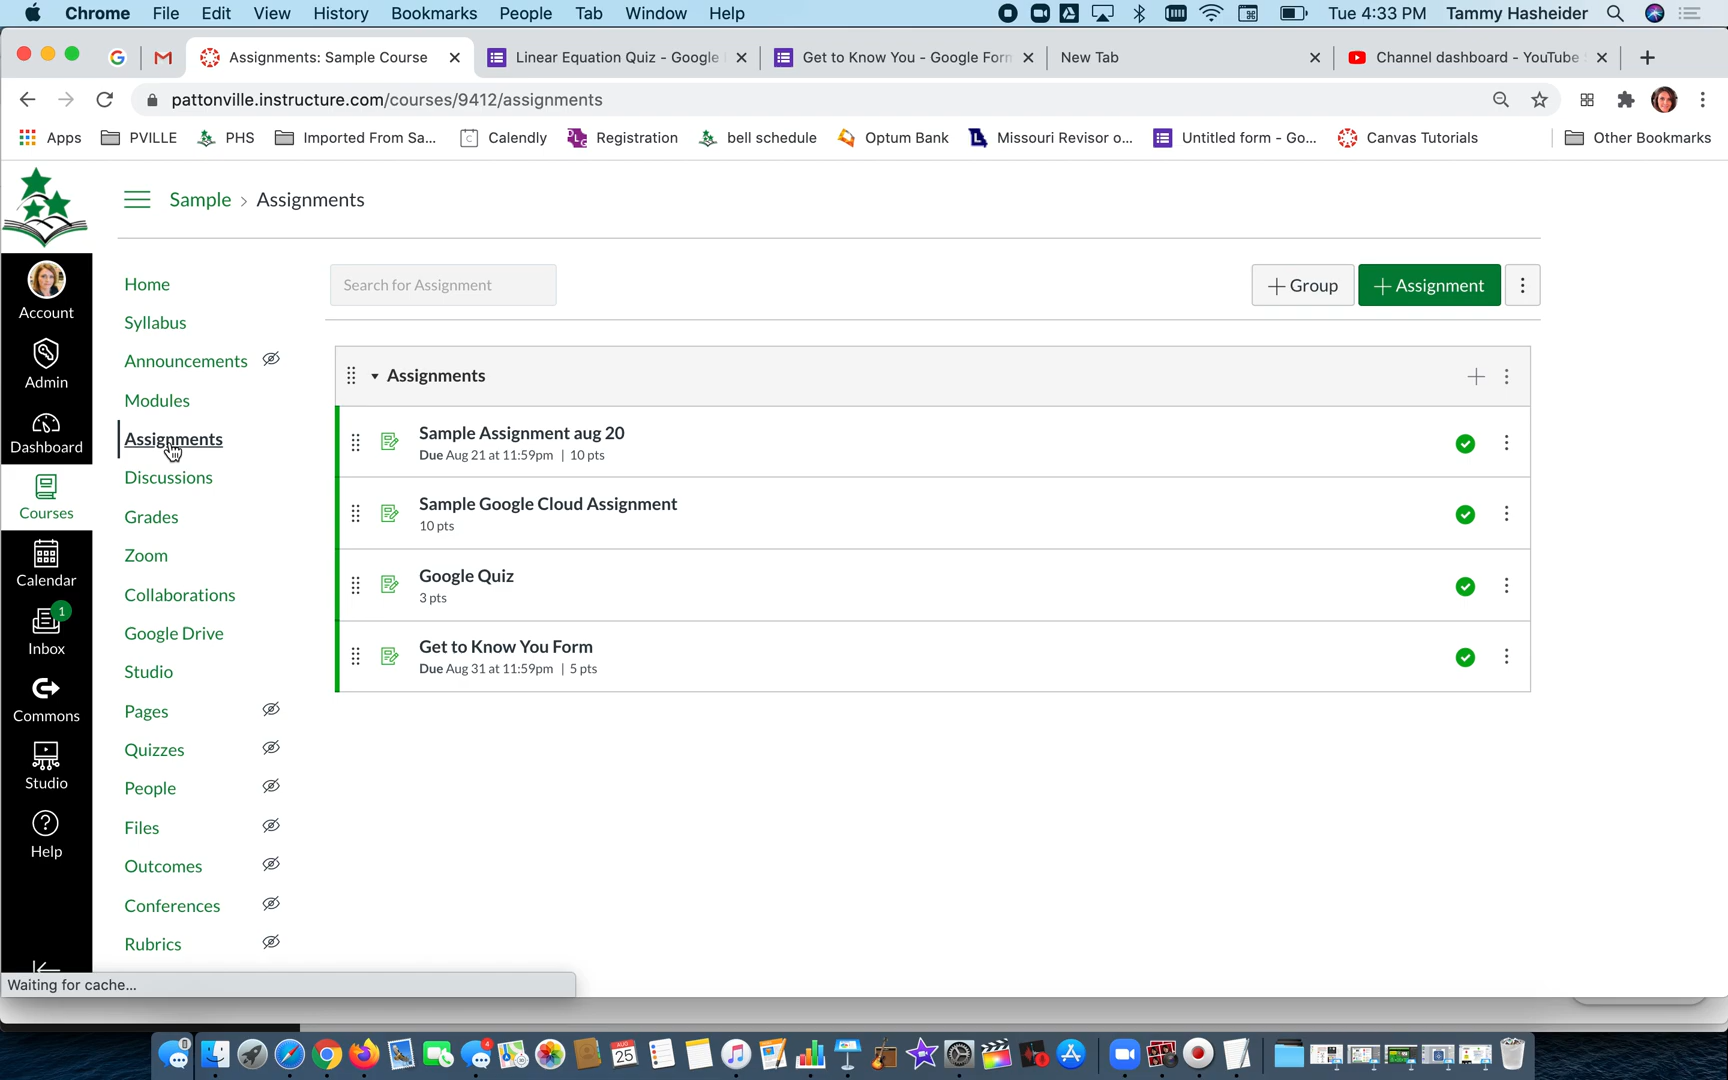 Chrome File Edit View History Bookmarks People Tab Window Help Tue 4:33 PM Tammy Hasheider
Assignments: Sample Course Linear Equation Quiz - Google Get to Know You - Google Forn New Tab Channel dashboard - YouTube
pattonville.instructure.com/courses/9412/assignments
Apps PVILLE PHS Imported From Sa... Calendly Registration bell schedule Optum Bank Missouri Revisor o... Untitled form - Go... Canvas Tutorials Other Bookmarks
Sample > Assignments
Account
Admin
Dashboard
Courses
Calendar
1
Inbox
Commons
Studio
Help
Home
Syllabus
Announcements
Modules
Assignments
Discussions
Grades
Zoom
Collaborations
Google Drive
Studio
Pages
Quizzes
People
Files
Outcomes
Conferences
Rubrics
Search for Assignment
+ Group
+ Assignment
Assignments
Sample Assignment aug 20
Due Aug 21 at 11:59pm | 10 pts
Sample Google Cloud Assignment
10 pts
Google Quiz
3 pts
Get to Know You Form
Due Aug 31 at 11:59pm | 5 pts
Waiting for cache...
AUG
25
4